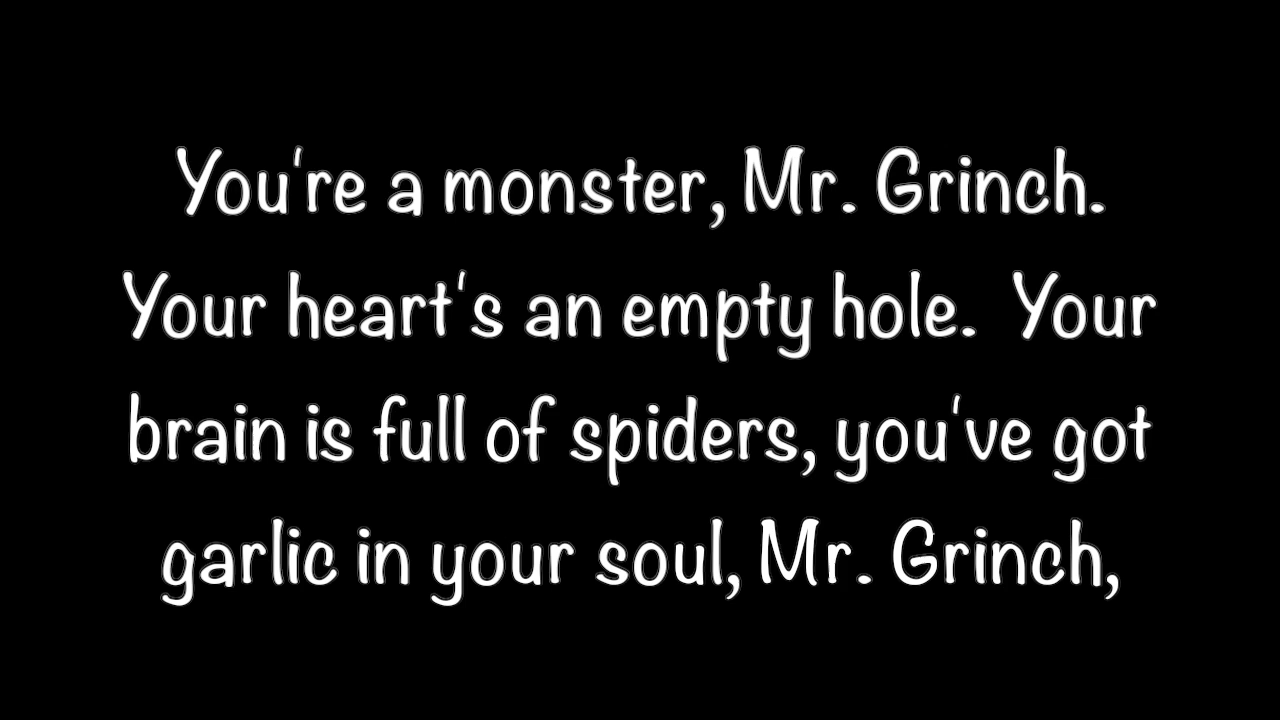 You're a monster, Mr. Grinch.
Your heart's an empty hole.  Your
brain is full of spiders, you've got
garlic in your soul, Mr. Grinch,